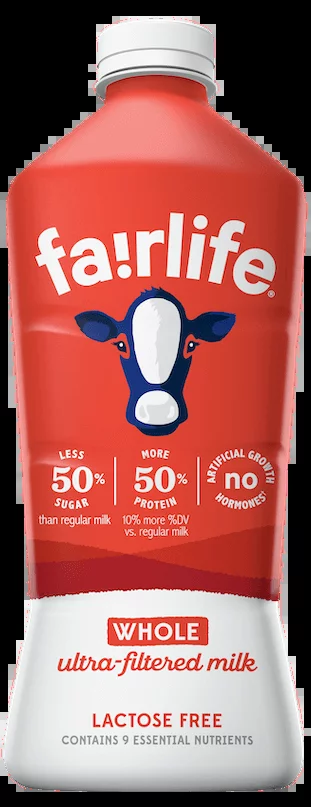 fa!rlife®
LESS
50%
SUGAR
than regular milk
MORE
50%
PROTEIN
10% more %DV
vs. regular milk
ARTIFICIAL GROWTH
no
HORMONES†
WHOLE
ultra-filtered milk
LACTOSE FREE
CONTAINS 9 ESSENTIAL NUTRIENTS